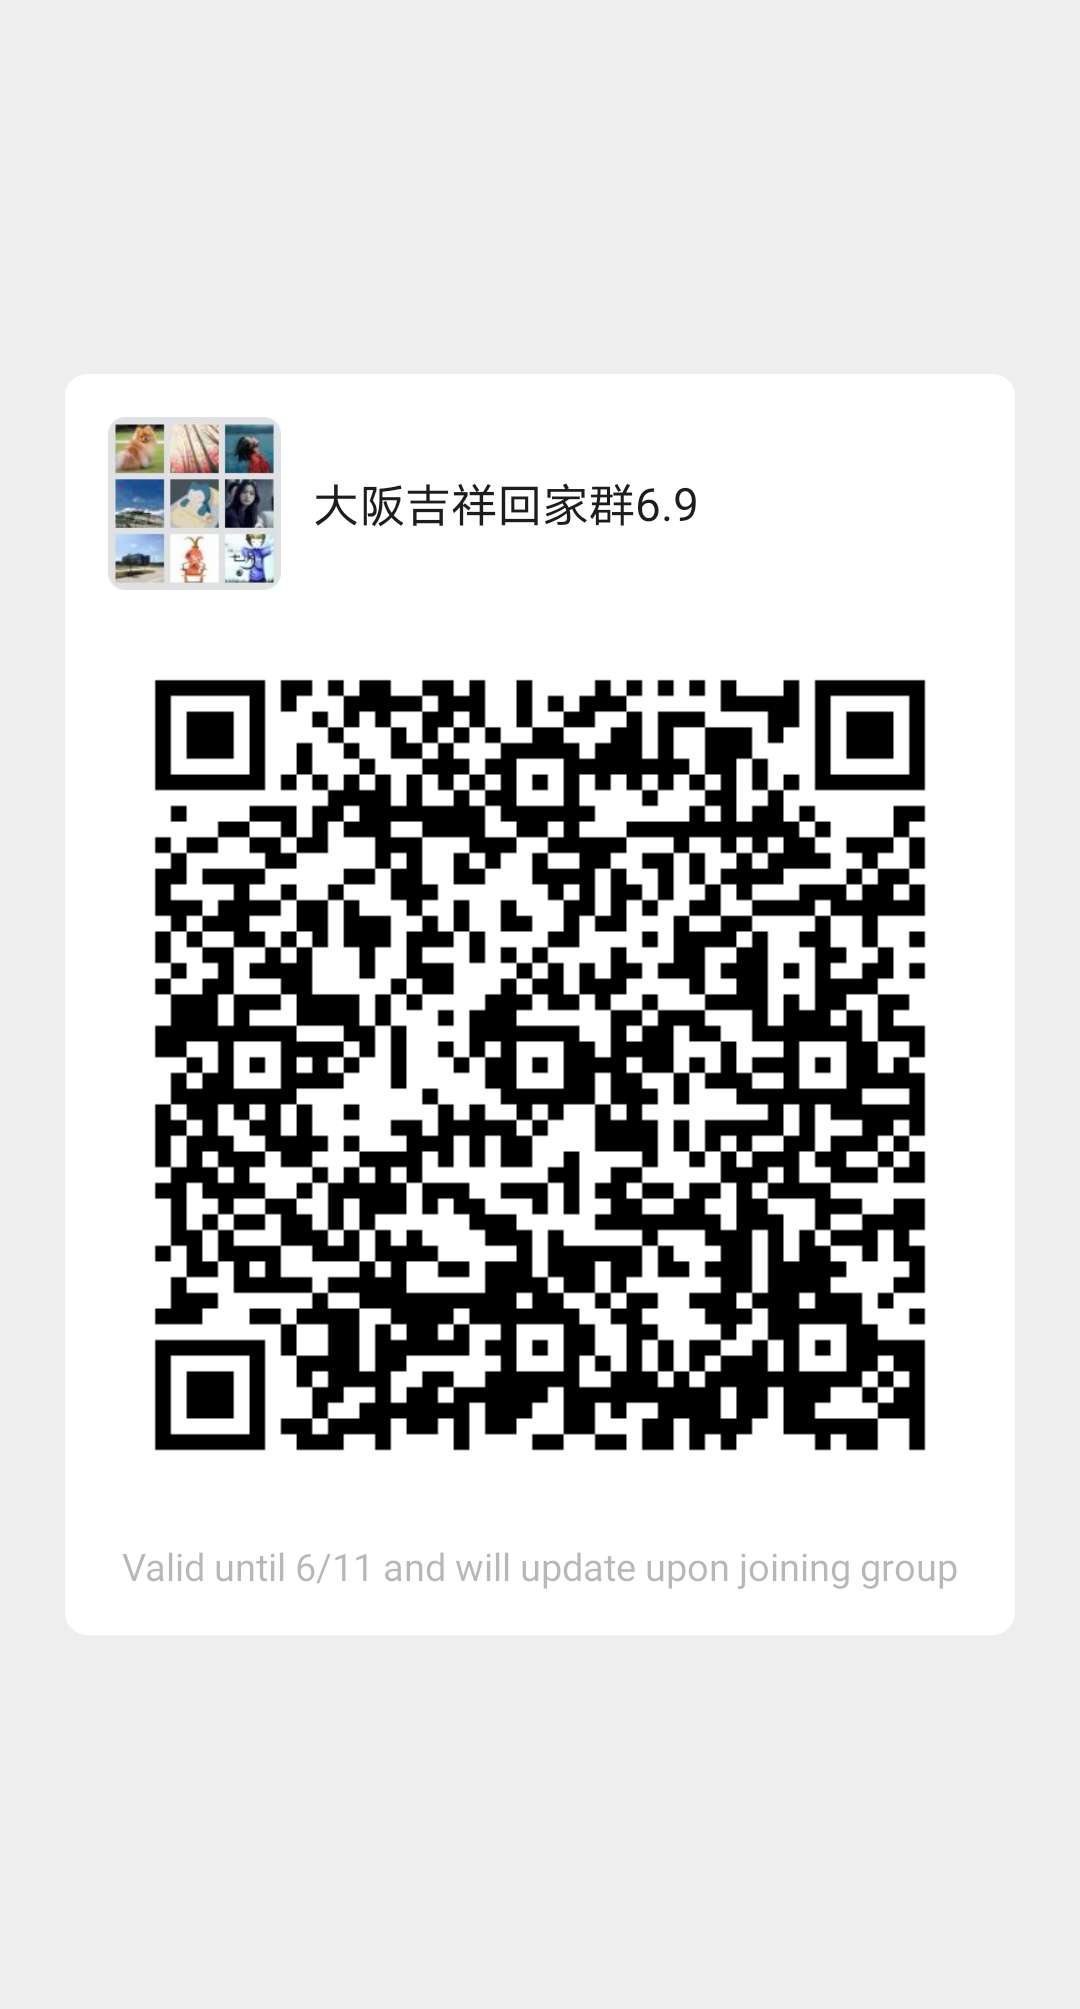 大阪吉祥回家群6.9
Valid until 6/11 and will update upon joining group